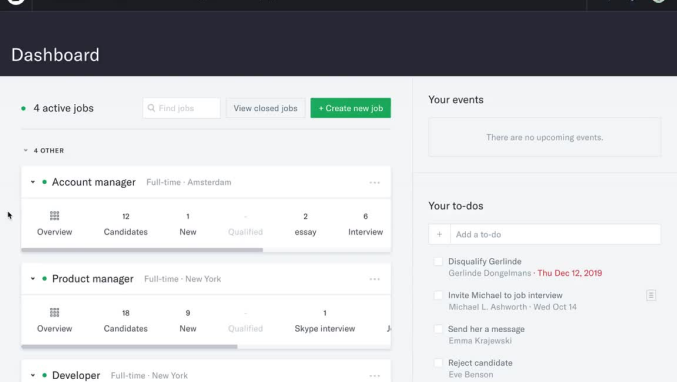 Dashboard
4 active jobs
Find jobs
View closed jobs
+ Create new job
4 OTHER
Account manager Full-time · Amsterdam
12 1 - 2 6
Overview Candidates New Qualified essay Interview
Product manager Full-time · New York
18 9 - 1
Overview Candidates New Qualified Skype interview
Developer Full-time · New York
Your events
There are no upcoming events.
Your to-dos
+ Add a to-do
Disqualify Gerlinde
Gerlinde Dongelmans · Thu Dec 12, 2019
Invite Michael to job interview
Michael L. Ashworth · Wed Oct 14
Send her a message
Emma Krajewski
Reject candidate
Eve Benson